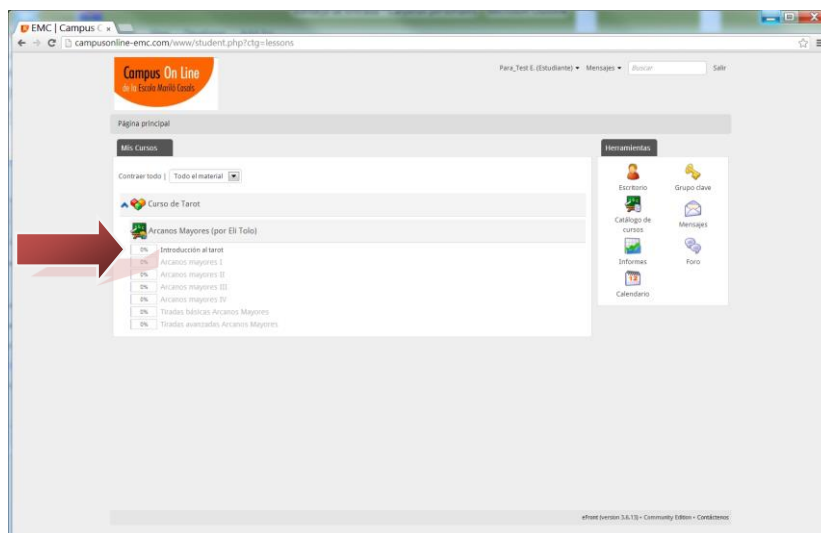 EMC | Campus
campusonline-emc.com/www/student.php?ctg=lessons
Campus On Line
de la Escola Mariló Casals
Para_Test E. (Estudiante) Mensajes Buscar Salir
Página principal
Mis Cursos
Contraer todo | Todo el material
Curso de Tarot
Arcanos Mayores (por Eli Tolo)
0% Introducción al tarot
0% Arcanos mayores I
0% Arcanos mayores II
0% Arcanos mayores III
0% Arcanos mayores IV
0% Tiradas básicas Arcanos Mayores
0% Tiradas avanzadas Arcanos Mayores
Herramientas
Escritorio
Grupo clave
Catálogo de
cursos
Mensajes
Informes
Foro
12
Calendario
eFront (version 3.6.13) • Community Edition • Contáctenos